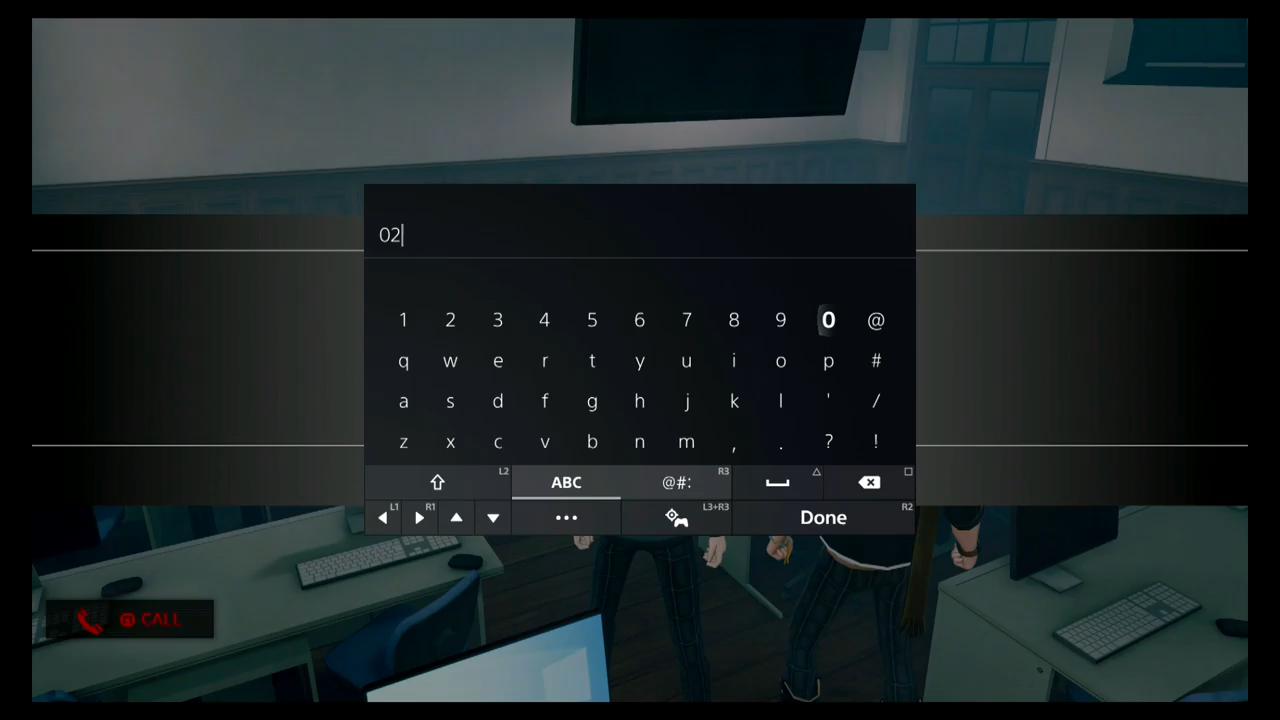 02
1 2 3 4 5 6 7 8 9 0 @
q w e r t y u i o p #
a s d f g h j k l ' /
z x c v b n m , . ? !
L2 ABC @#: R3 △ □
L1 R1 ••• L3+R3 Done R2
CALL